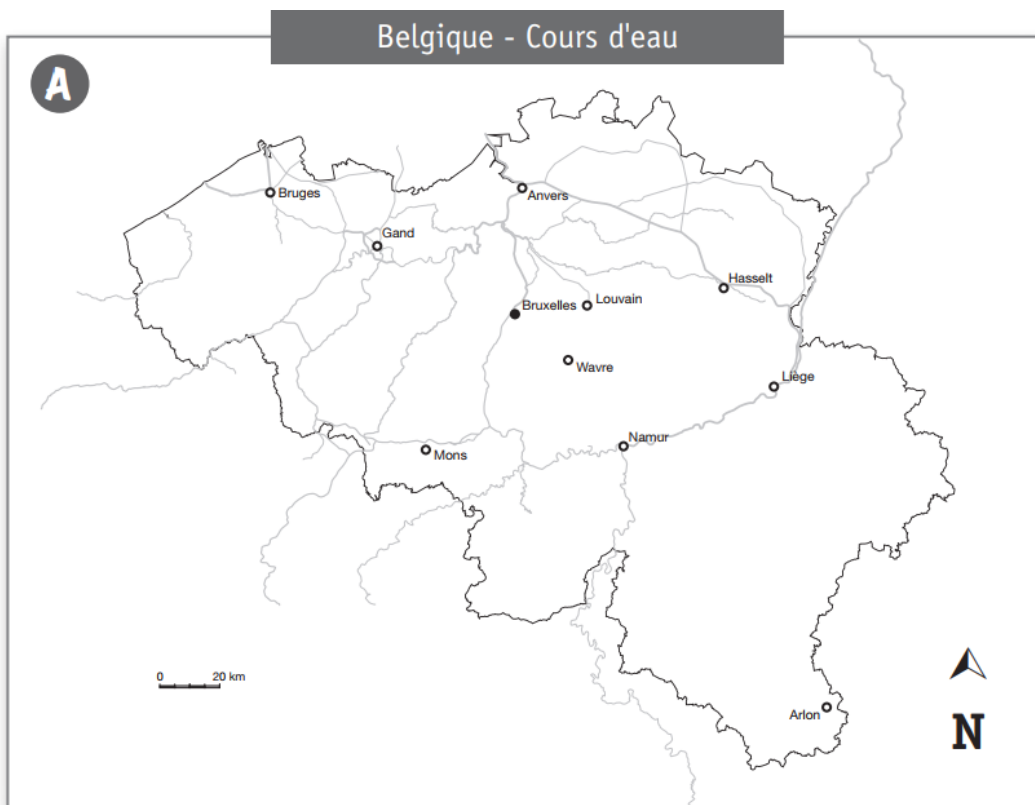 Belgique - Cours d'eau
A
Bruges
Anvers
Gand
Hasselt
Louvain
Bruxelles
Wavre
Liège
Namur
Mons
0 20 km
Arlon
N